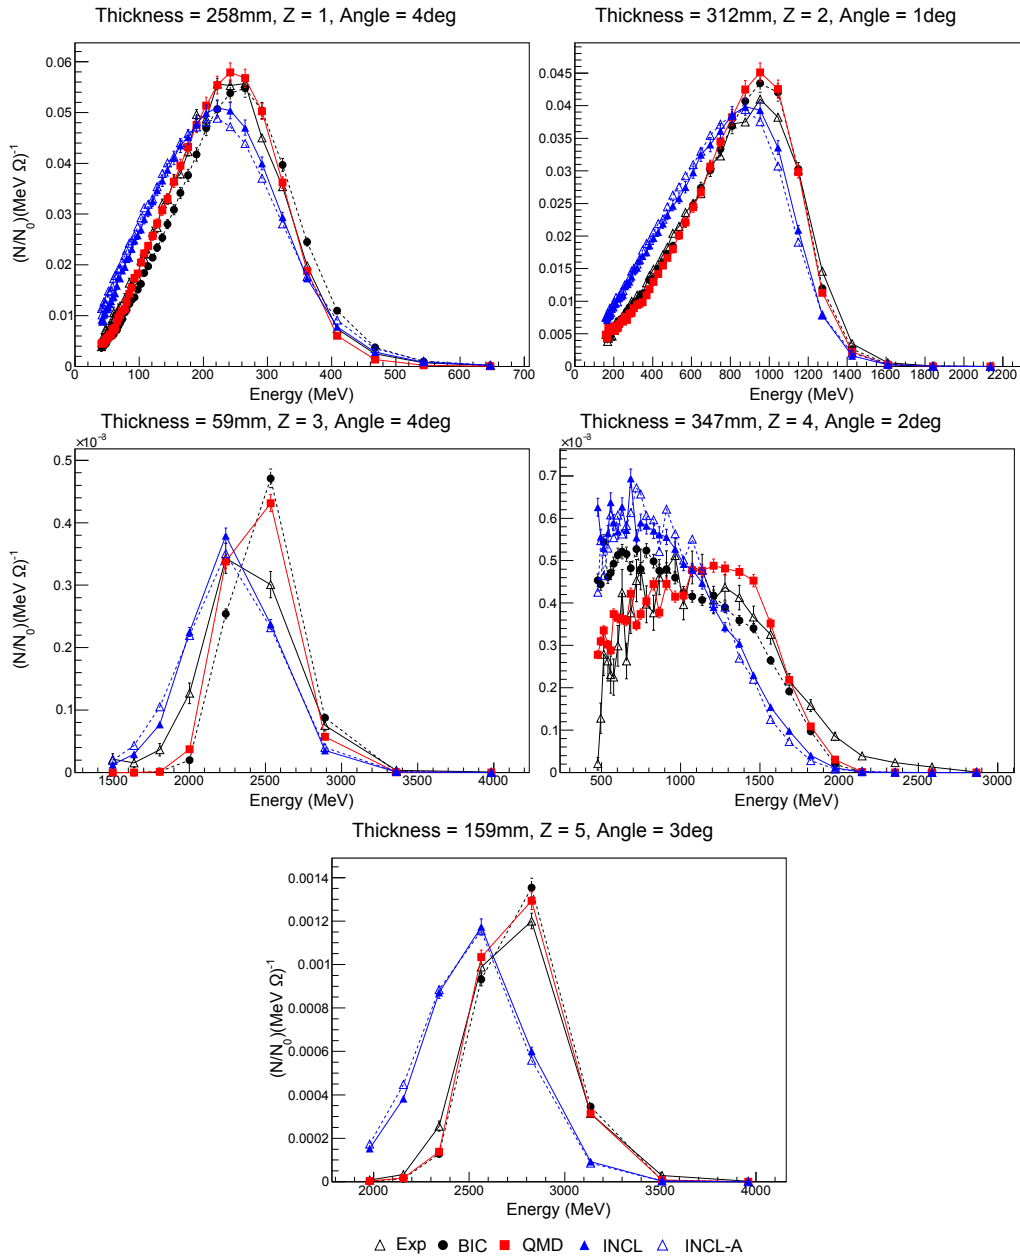 Thickness = 258mm, Z = 1, Angle = 4deg
(N/N0)(MeV Ω)-1
0.06
0.05
0.04
0.03
0.02
0.01
0
0 100 200 300 400 500 600 700
Energy (MeV)
Thickness = 312mm, Z = 2, Angle = 1deg
0.045
0.04
0.035
0.03
0.025
0.02
0.015
0.01
0.005
0
0 200 400 600 800 1000 1200 1400 1600 1800 2000 2200
Energy (MeV)
Thickness = 59mm, Z = 3, Angle = 4deg
×10-3
(N/N0)(MeV Ω)-1
0.5
0.4
0.3
0.2
0.1
0
1500 2000 2500 3000 3500 4000
Energy (MeV)
Thickness = 347mm, Z = 4, Angle = 2deg
×10-3
0.7
0.6
0.5
0.4
0.3
0.2
0.1
0
500 1000 1500 2000 2500 3000
Energy (MeV)
Thickness = 159mm, Z = 5, Angle = 3deg
(N/N0)(MeV Ω)-1
0.0014
0.0012
0.001
0.0008
0.0006
0.0004
0.0002
0
2000 2500 3000 3500 4000
Energy (MeV)
Exp BIC QMD INCL INCL-A